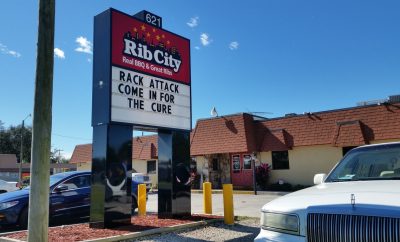 621
Rib City
Real BBQ & Great Ribs
RACK ATTACK
COME IN FOR
THE CURE